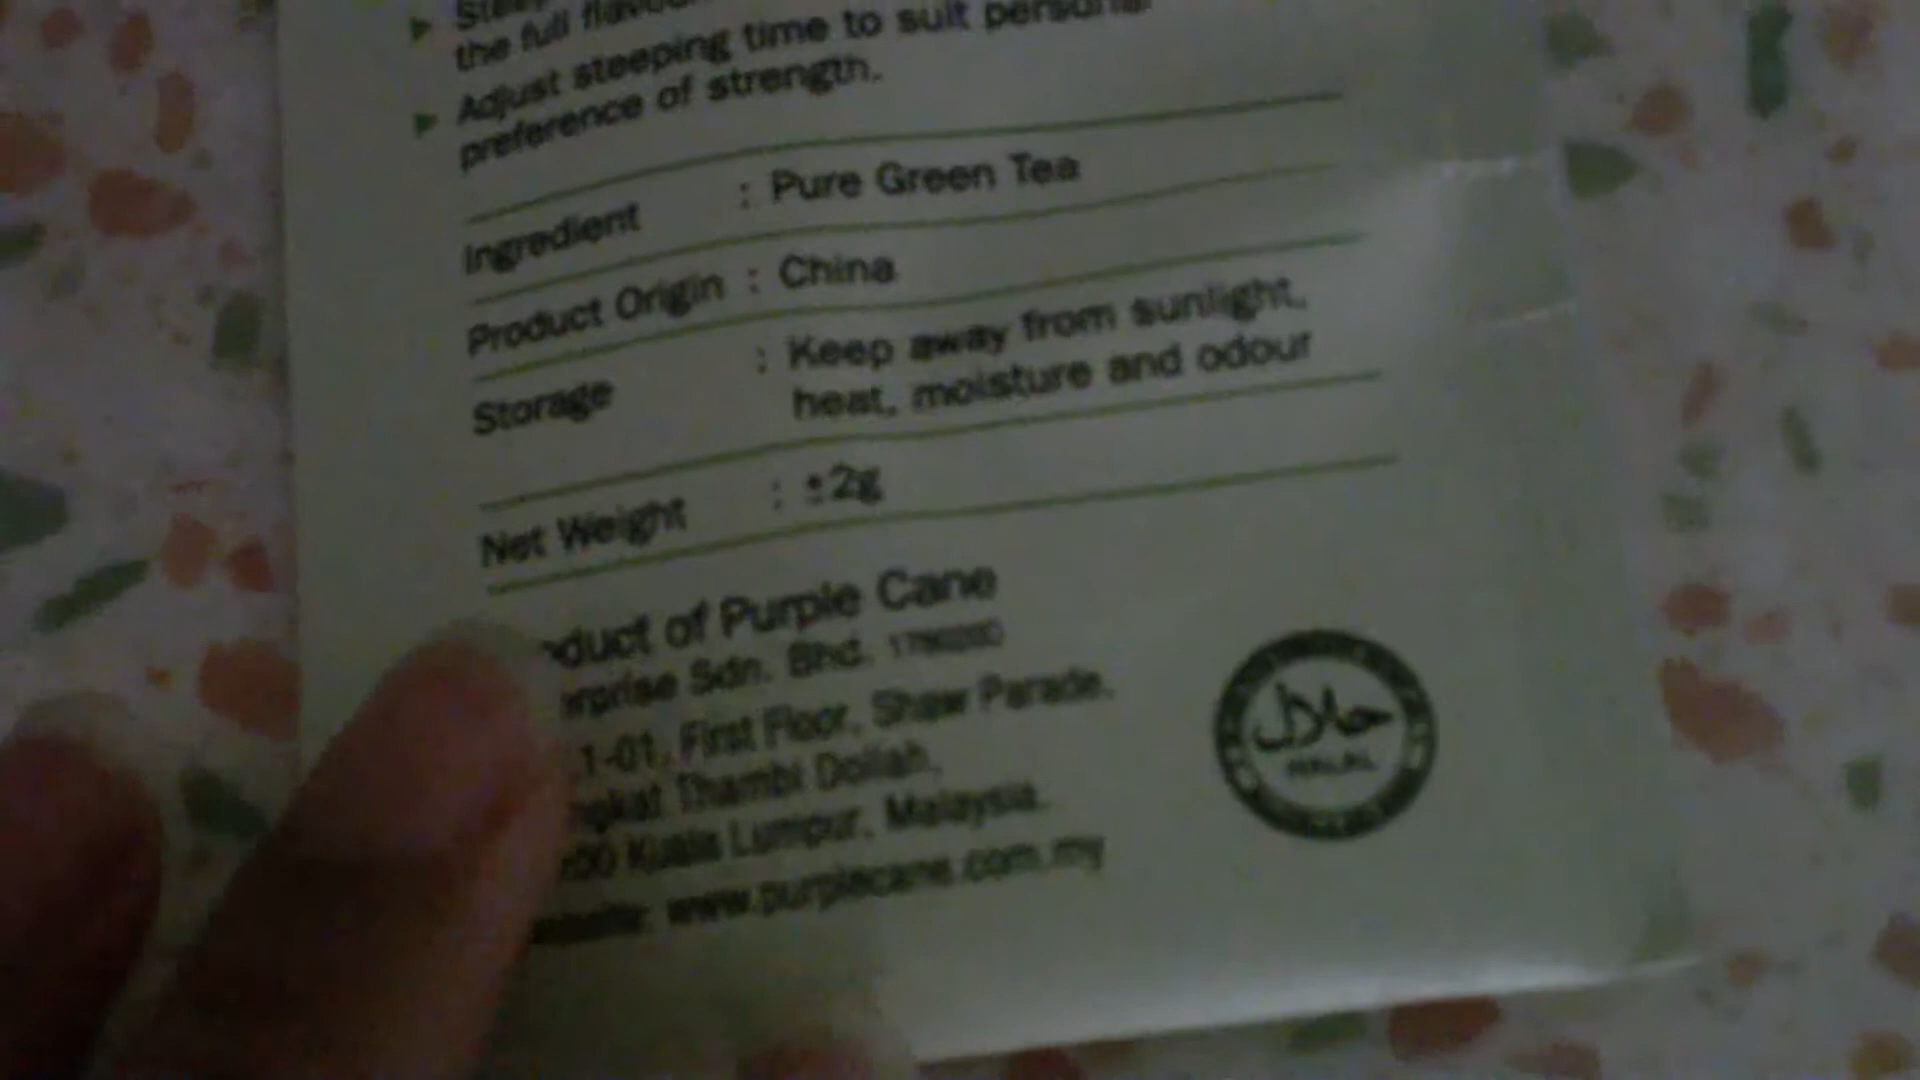 the full
Adjust steeping time to suit personal
preference of strength.
Ingredient : Pure Green Tea
Product Origin : China
Storage : Keep away from sunlight,
heat, moisture and odour
Net Weight : ±2g
of Purple Cane
Sdn. Bhd.
1-01, First Floor, Shaw Parade,
Thambi Dollah,
Kuala Lumpur, Malaysia.
www.purplecane.com.my
حلال
HALAL